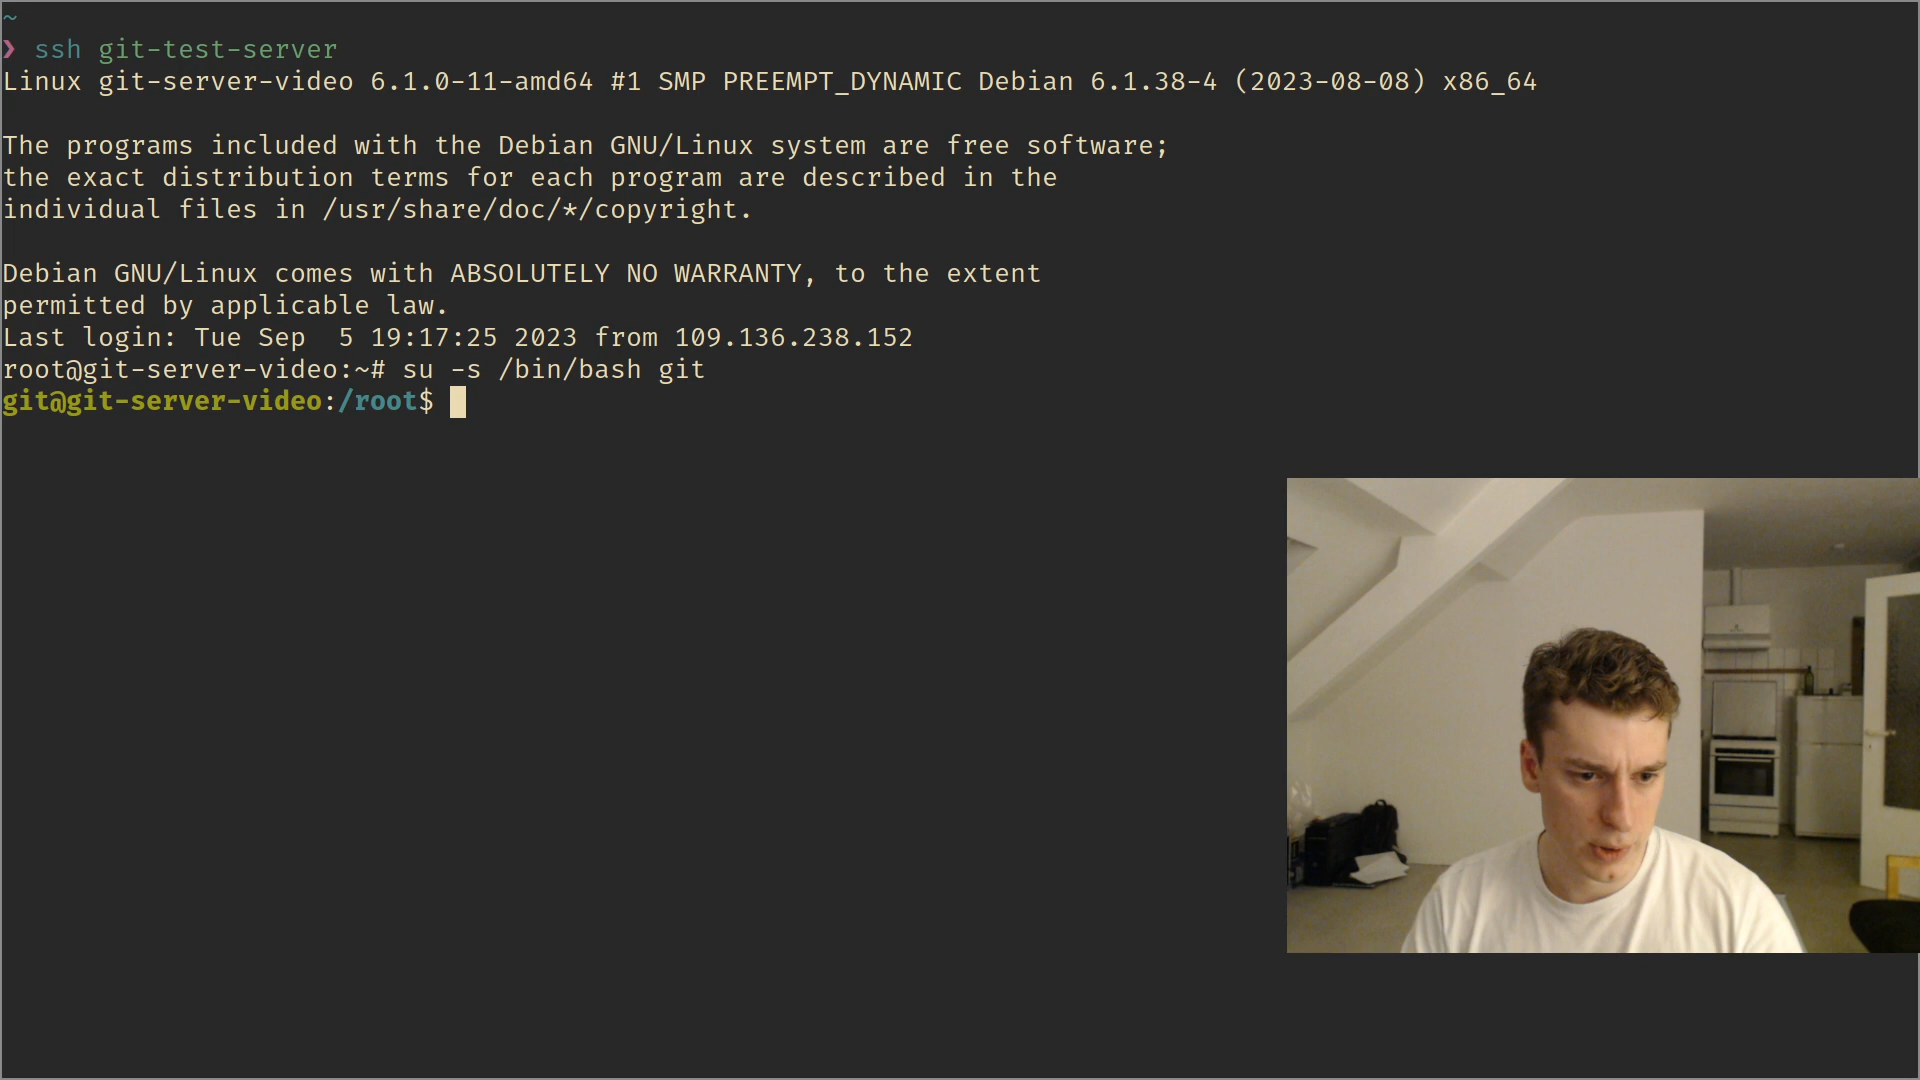 ~
❯ ssh git-test-server
Linux git-server-video 6.1.0-11-amd64 #1 SMP PREEMPT_DYNAMIC Debian 6.1.38-4 (2023-08-08) x86_64
The programs included with the Debian GNU/Linux system are free software;
the exact distribution terms for each program are described in the
individual files in /usr/share/doc/*/copyright.
Debian GNU/Linux comes with ABSOLUTELY NO WARRANTY, to the extent
permitted by applicable law.
Last login: Tue Sep  5 19:17:25 2023 from 109.136.238.152
root@git-server-video:~# su -s /bin/bash git
git@git-server-video:/root$